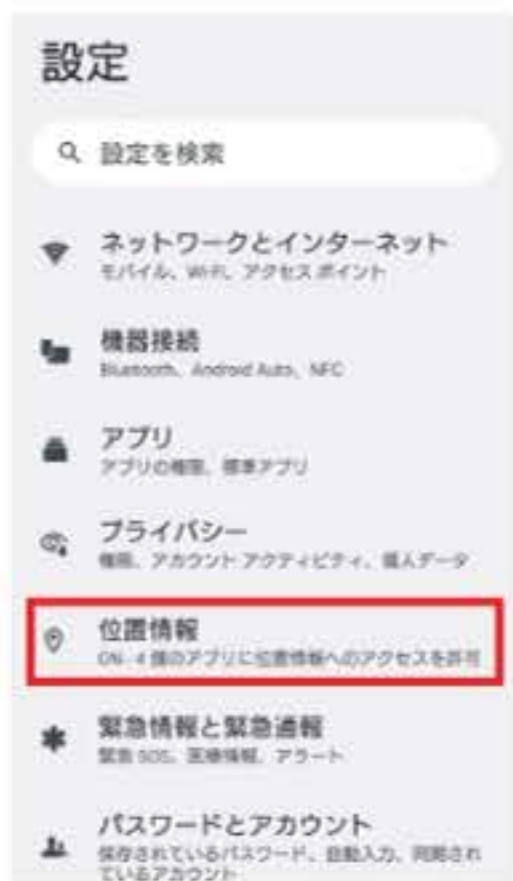 設定
設定を検索
ネットワークとインターネット
モバイル、Wi-Fi、アクセス ポイント
機器接続
Bluetooth、Android Auto、NFC
アプリ
アプリの権限、標準アプリ
プライバシー
権限、アカウント アクティビティ、個人データ
位置情報
ON - 4 個のアプリに位置情報へのアクセスを許可
緊急情報と緊急通報
緊急 SOS、医療情報、アラート
パスワードとアカウント
保存されているパスワード、自動入力、同期され
ているアカウント